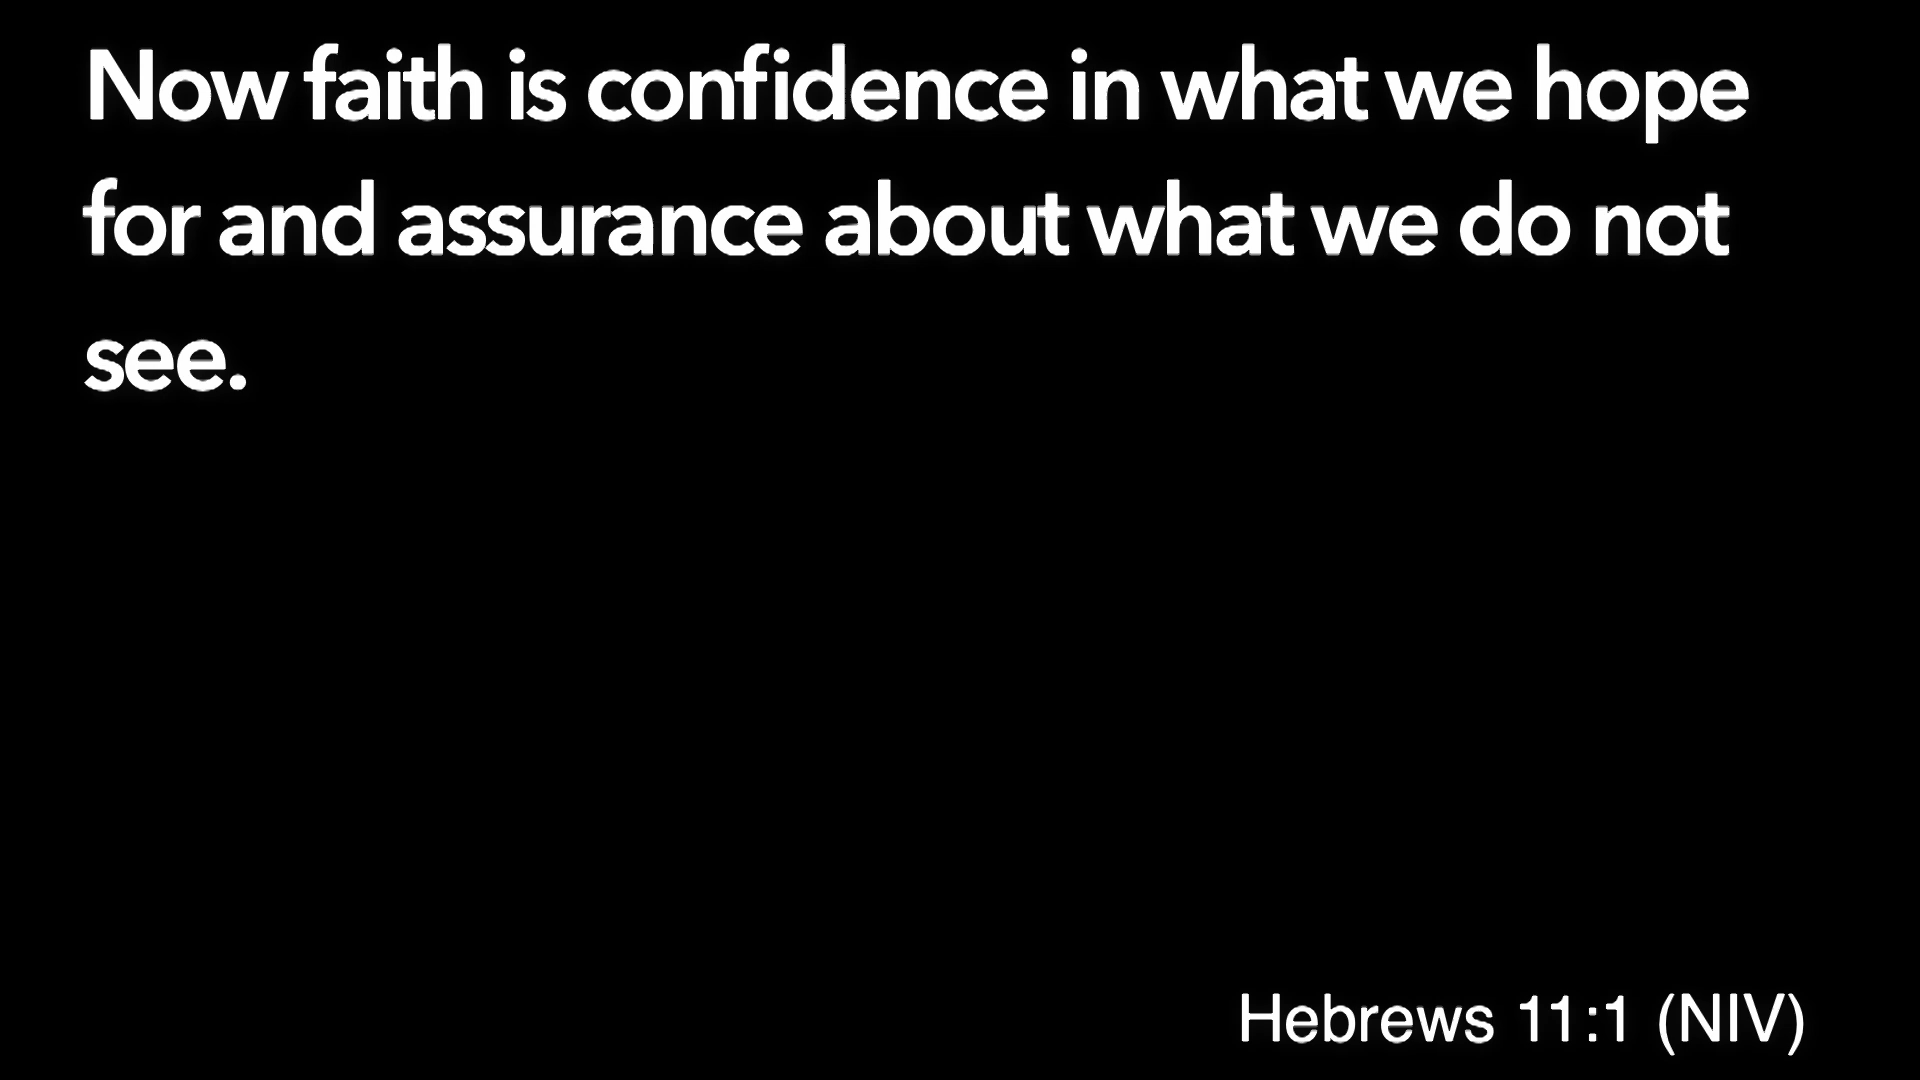 Now faith is confidence in what we hope
for and assurance about what we do not
see.
Hebrews 11:1 (NIV)